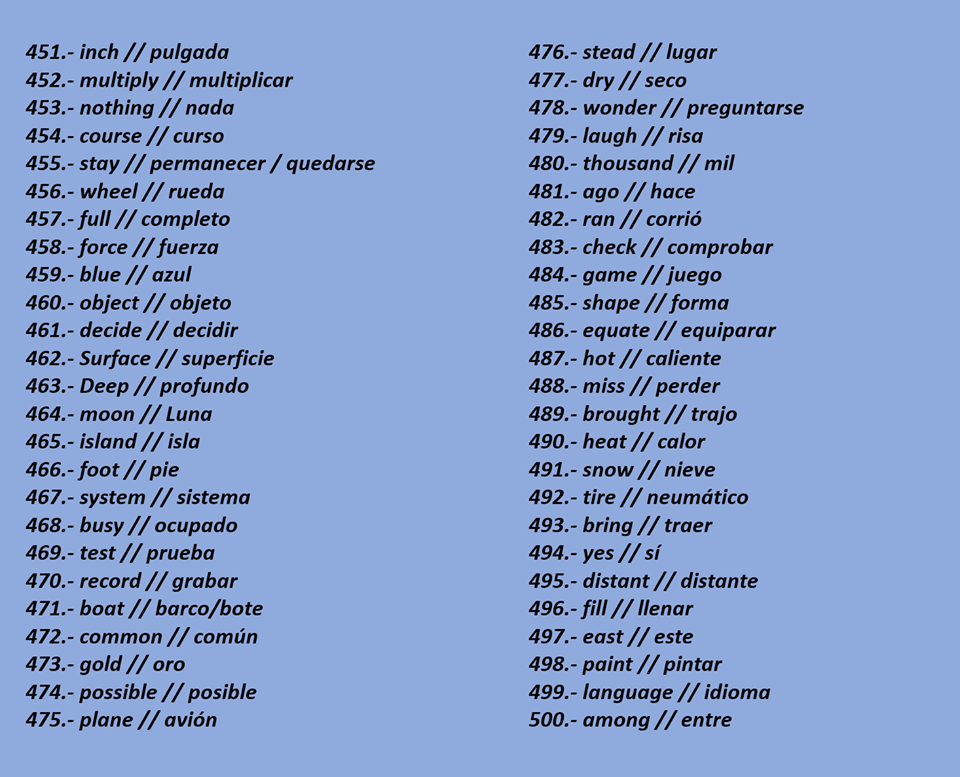 451.- inch // pulgada
452.- multiply // multiplicar
453.- nothing // nada
454.- course // curso
455.- stay // permanecer / quedarse
456.- wheel // rueda
457.- full // completo
458.- force // fuerza
459.- blue // azul
460.- object // objeto
461.- decide // decidir
462.- Surface // superficie
463.- Deep // profundo
464.- moon // Luna
465.- island // isla
466.- foot // pie
467.- system // sistema
468.- busy // ocupado
469.- test // prueba
470.- record // grabar
471.- boat // barco/bote
472.- common // común
473.- gold // oro
474.- possible // posible
475.- plane // avión
476.- stead // lugar
477.- dry // seco
478.- wonder // preguntarse
479.- laugh // risa
480.- thousand // mil
481.- ago // hace
482.- ran // corrió
483.- check // comprobar
484.- game // juego
485.- shape // forma
486.- equate // equiparar
487.- hot // caliente
488.- miss // perder
489.- brought // trajo
490.- heat // calor
491.- snow // nieve
492.- tire // neumático
493.- bring // traer
494.- yes // sí
495.- distant // distante
496.- fill // llenar
497.- east // este
498.- paint // pintar
499.- language // idioma
500.- among // entre